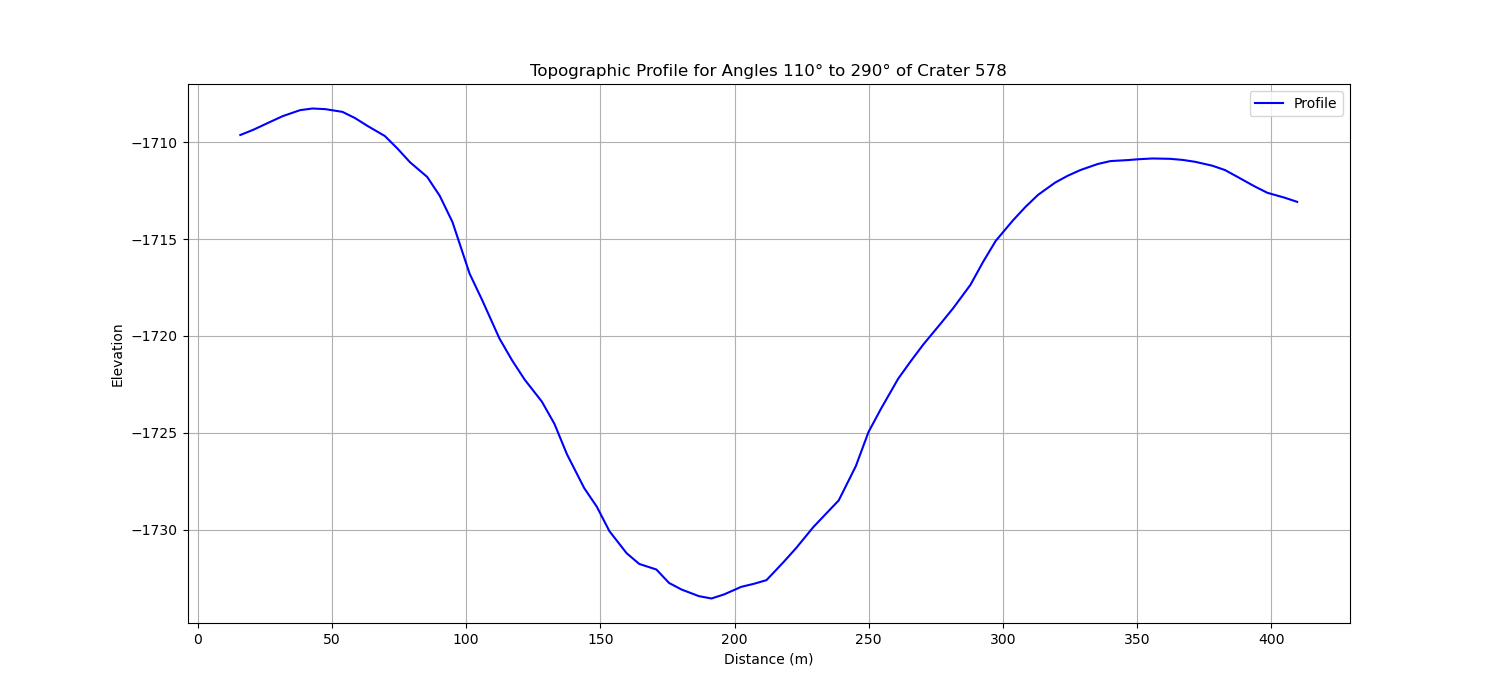 Topographic Profile for Angles 110° to 290° of Crater 578
Profile
−1710
−1715
−1720
−1725
−1730
Elevation
0 50 100 150 200 250 300 350 400
Distance (m)